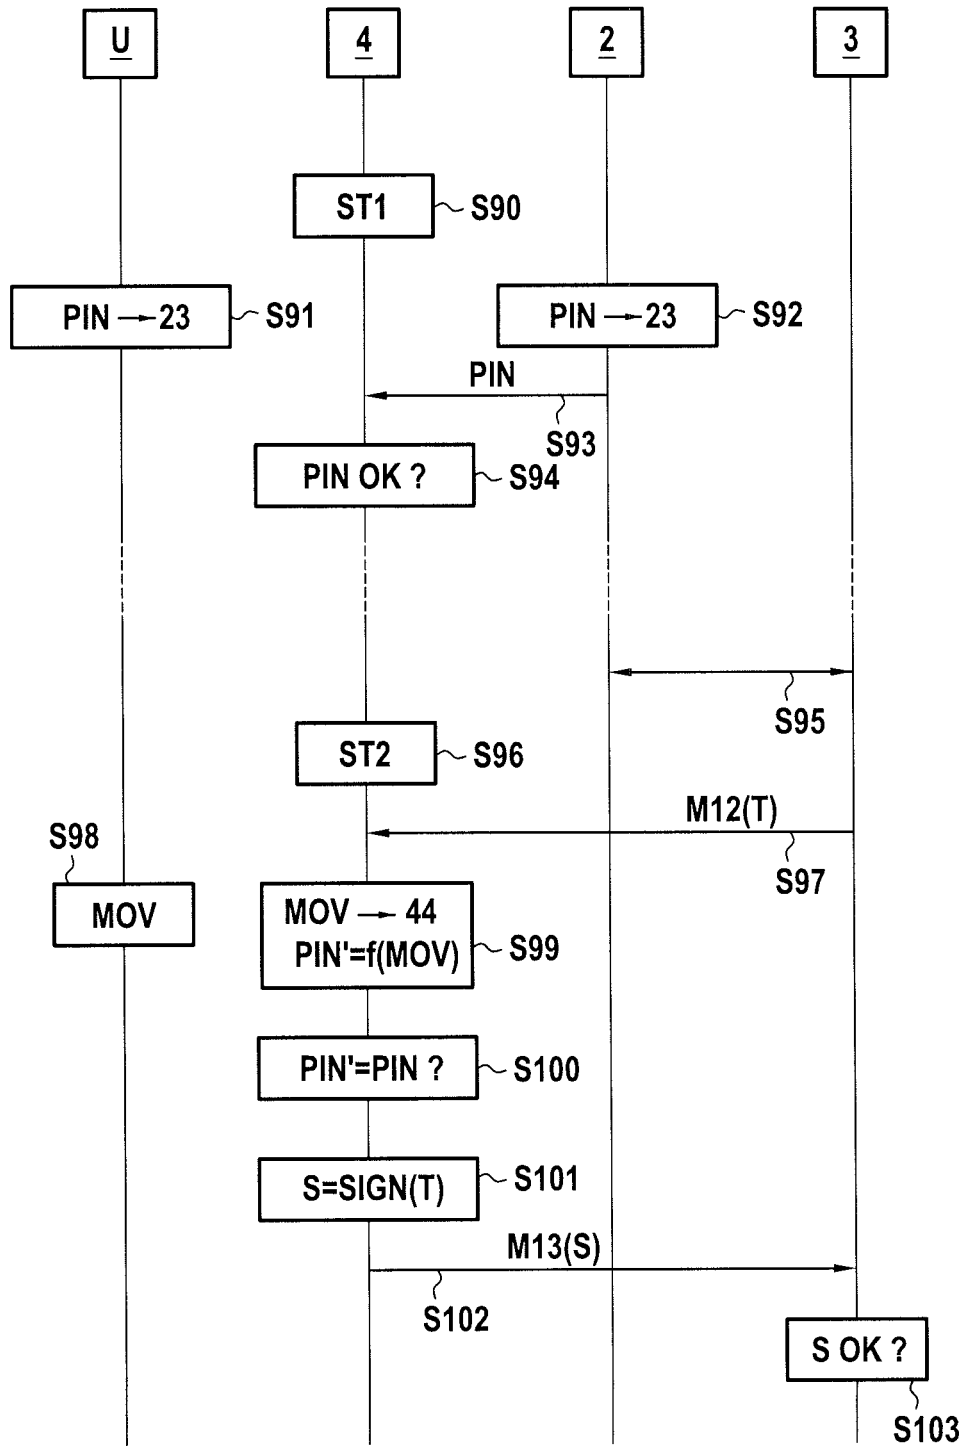 U
4
2
3
ST1
S90
PIN → 23
S91
PIN → 23
S92
PIN
S93
PIN OK ?
S94
S95
ST2
S96
M12(T)
S97
S98
MOV
MOV → 44
PIN'=f(MOV)
S99
PIN'=PIN ?
S100
S=SIGN(T)
S101
M13(S)
S102
S OK ?
S103